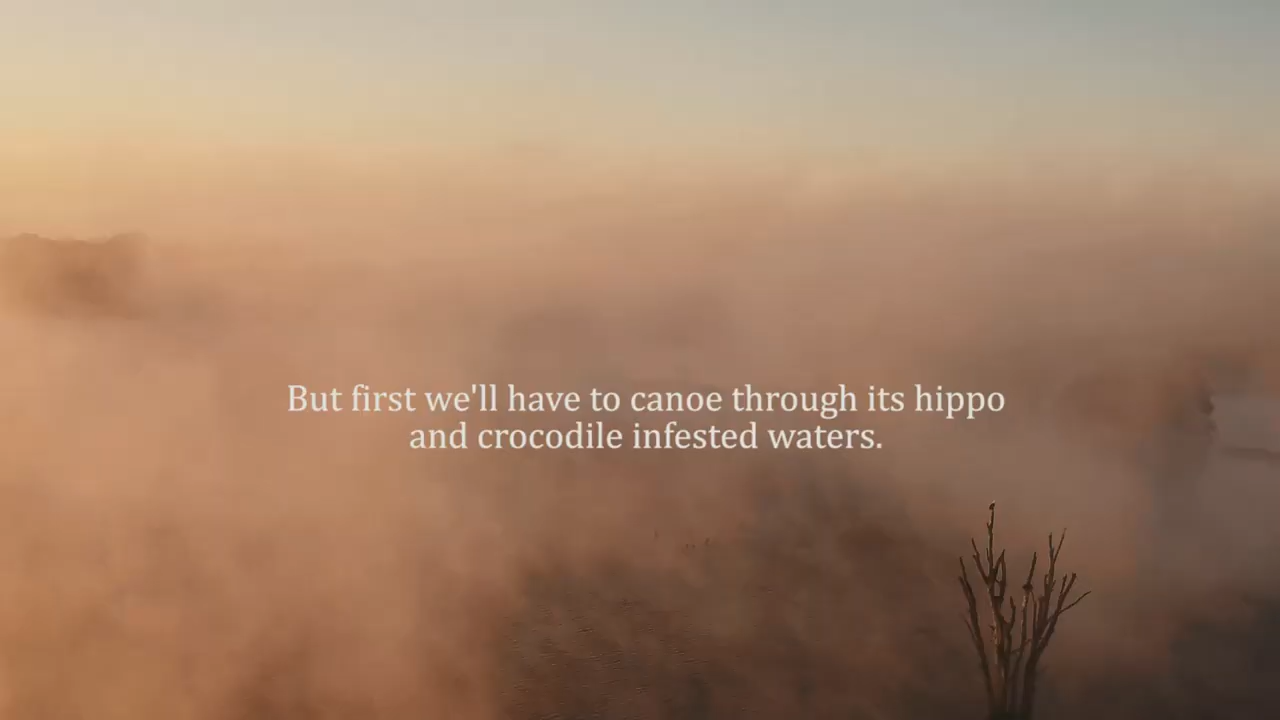 But first we'll have to canoe through its hippo
and crocodile infested waters.